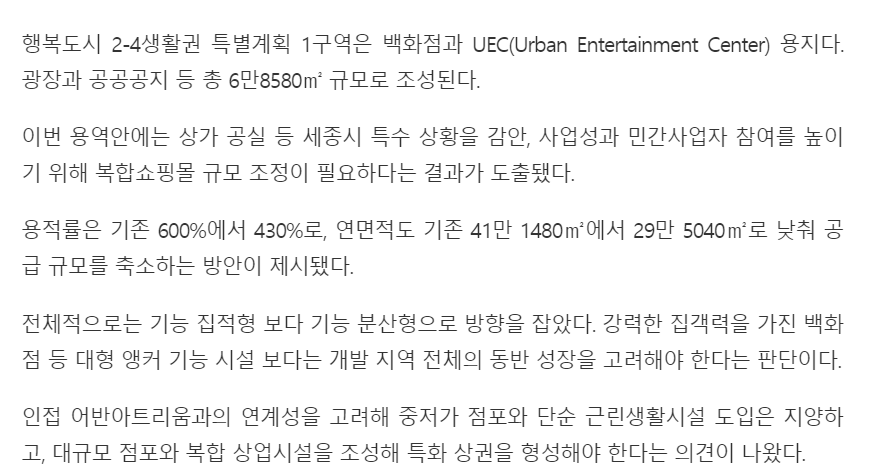 행복도시 2-4생활권 특별계획 1구역은 백화점과 UEC(Urban Entertainment Center) 용지다.
광장과 공공공지 등 총 6만8580㎡ 규모로 조성된다.
이번 용역안에는 상가 공실 등 세종시 특수 상황을 감안, 사업성과 민간사업자 참여를 높이
기 위해 복합쇼핑몰 규모 조정이 필요하다는 결과가 도출됐다.
용적률은 기존 600%에서 430%로, 연면적도 기존 41만 1480㎡에서 29만 5040㎡로 낮춰 공
급 규모를 축소하는 방안이 제시됐다.
전체적으로는 기능 집적형 보다 기능 분산형으로 방향을 잡았다. 강력한 집객력을 가진 백화
점 등 대형 앵커 기능 시설 보다는 개발 지역 전체의 동반 성장을 고려해야 한다는 판단이다.
인접 어반아트리움과의 연계성을 고려해 중저가 점포와 단순 근린생활시설 도입은 지양하
고, 대규모 점포와 복합 상업시설을 조성해 특화 상권을 형성해야 한다는 의견이 나왔다.